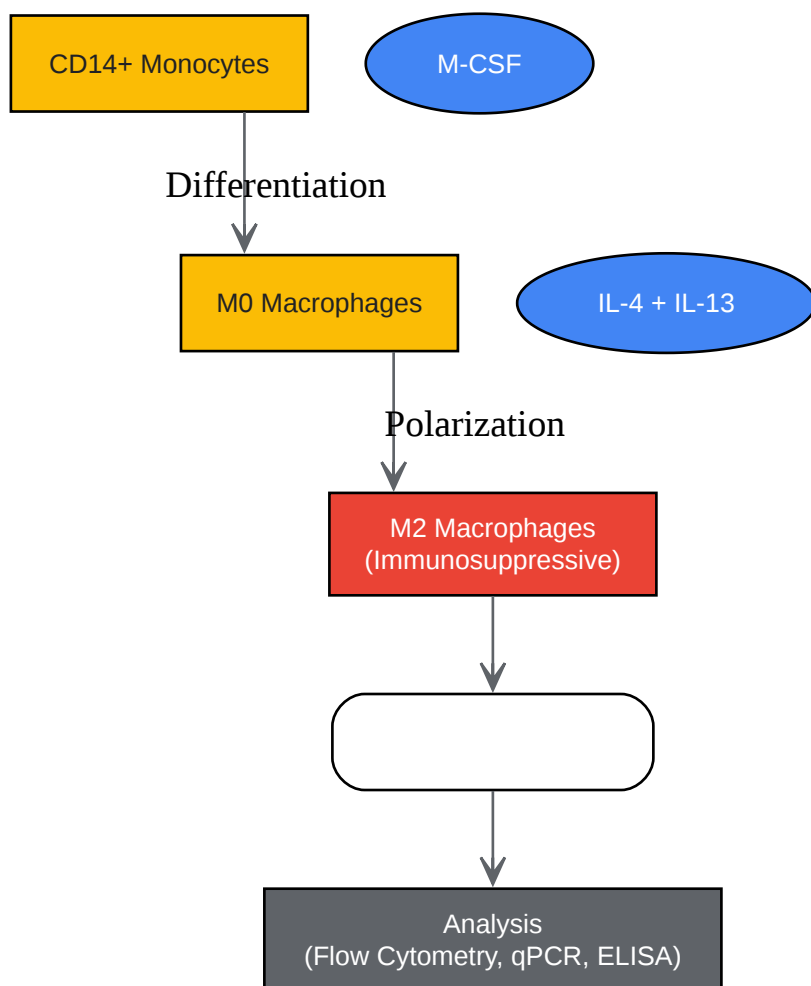 CD14+ Monocytes
M-CSF
Differentiation
M0 Macrophages
IL-4 + IL-13
Polarization
M2 Macrophages
(Immunosuppressive)
Analysis
(Flow Cytometry, qPCR, ELISA)